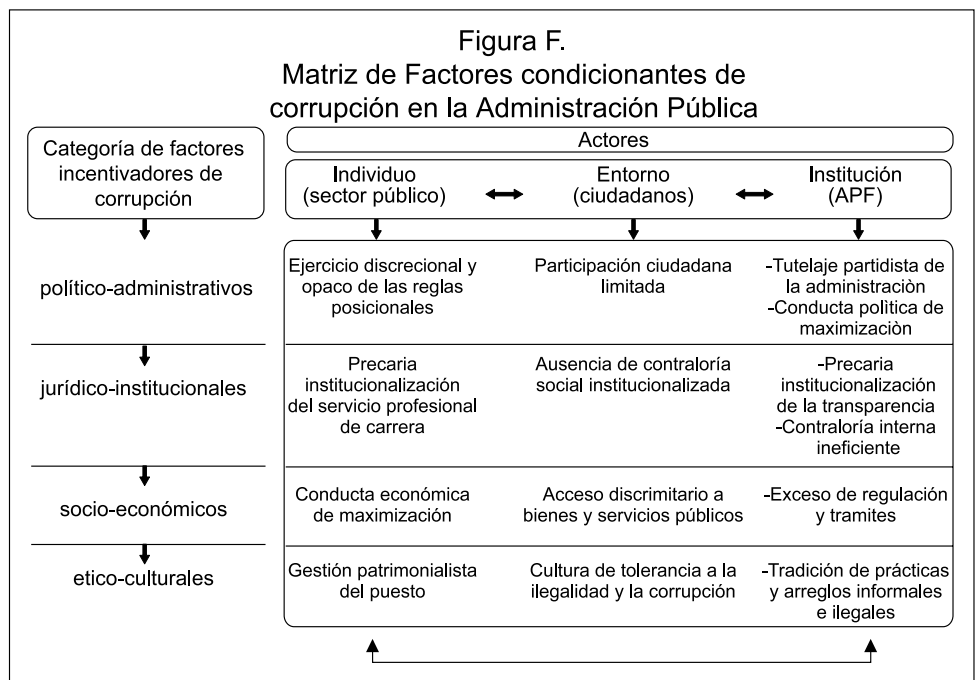 Figura F.
Matriz de Factores condicionantes de
corrupción en la Administración Pública
Categoría de factores
incentivadores de
corrupción
Actores
Individuo
(sector público)
Entorno
(ciudadanos)
Institución
(APF)
político-administrativos
Ejercicio discrecional y
opaco de las reglas
posicionales
Participación ciudadana
limitada
-Tutelaje partidista de
la administraciòn
-Conducta polìtica de
maximizaciòn
jurídico-institucionales
Precaria
institucionalización
del servicio profesional
de carrera
Ausencia de contraloría
social institucionalizada
-Precaria
institucionalización
de la transparencia
-Contraloría interna
ineficiente
socio-económicos
Conducta económica
de maximización
Acceso discrimitario a
bienes y servicios públicos
-Exceso de regulación
y tramites
etico-culturales
Gestión patrimonialista
del puesto
Cultura de tolerancia a la
ilegalidad y la corrupción
-Tradición de prácticas
y arreglos informales
e ilegales